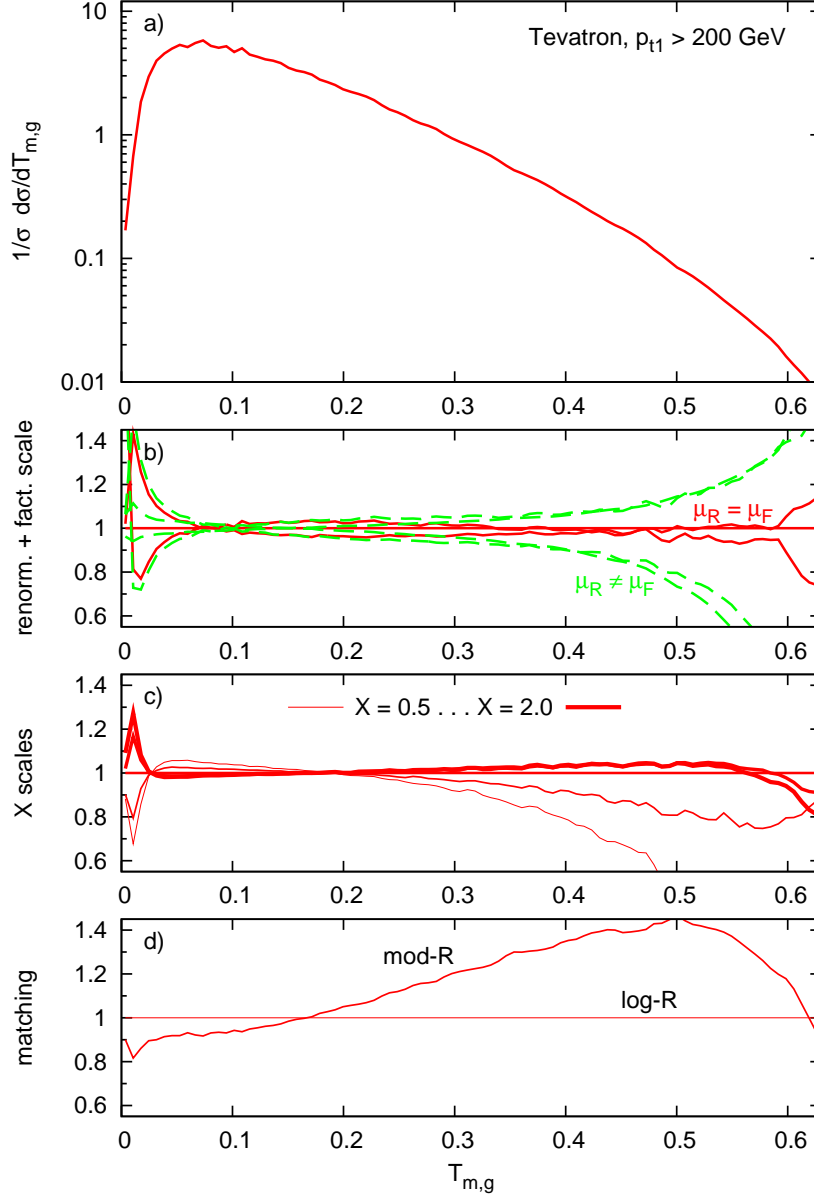 a)
Tevatron, p_t1 > 200 GeV
1/σ dσ/dT_m,g
10
1
0.1
0.01
0 0.1 0.2 0.3 0.4 0.5 0.6
b)
renorm. + fact. scale
1.4
1.2
1
0.8
0.6
μ_R = μ_F
μ_R ≠ μ_F
0 0.1 0.2 0.3 0.4 0.5 0.6
c)
X scales
1.4
1.2
1
0.8
0.6
X = 0.5 . . . X = 2.0
0 0.1 0.2 0.3 0.4 0.5 0.6
d)
matching
1.4
1.2
1
0.8
0.6
mod-R
log-R
0 0.1 0.2 0.3 0.4 0.5 0.6
T_m,g